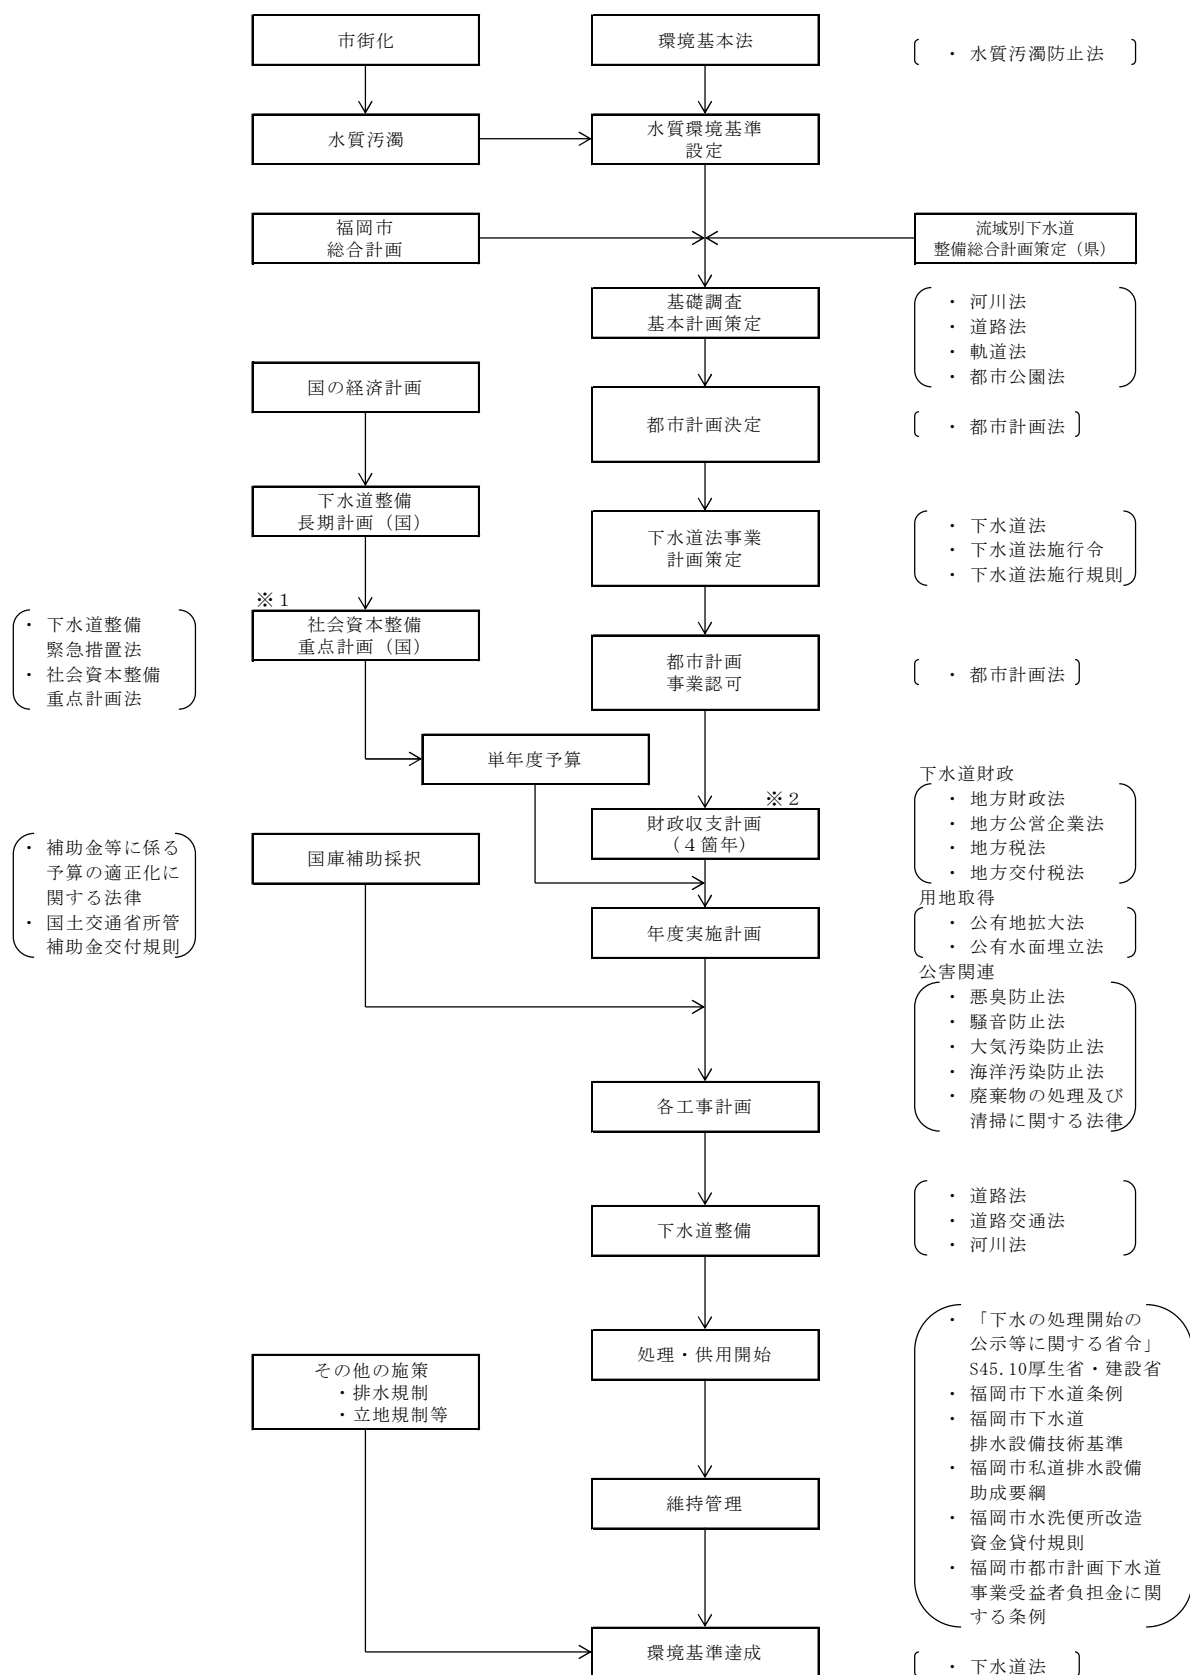 市街化
環境基本法
・ 水質汚濁防止法
水質汚濁
水質環境基準
設定
福岡市
総合計画
流域別下水道
整備総合計画策定（県）
基礎調査
基本計画策定
・ 河川法
・ 道路法
・ 軌道法
・ 都市公園法
国の経済計画
都市計画決定
・ 都市計画法
下水道整備
長期計画（国）
下水道法事業
計画策定
・ 下水道法
・ 下水道法施行令
・ 下水道法施行規則
※１
・ 下水道整備
緊急措置法
・ 社会資本整備
重点計画法
社会資本整備
重点計画（国）
都市計画
事業認可
・ 都市計画法
単年度予算
※２
財政収支計画
（４箇年）
下水道財政
・ 地方財政法
・ 地方公営企業法
・ 地方税法
・ 地方交付税法
・ 補助金等に係る
予算の適正化に
関する法律
・ 国土交通省所管
補助金交付規則
国庫補助採択
年度実施計画
用地取得
・ 公有地拡大法
・ 公有水面埋立法
公害関連
・ 悪臭防止法
・ 騒音防止法
・ 大気汚染防止法
・ 海洋汚染防止法
・ 廃棄物の処理及び
清掃に関する法律
各工事計画
下水道整備
・ 道路法
・ 道路交通法
・ 河川法
処理・供用開始
その他の施策
・排水規制
・立地規制等
・ 「下水の処理開始の
公示等に関する省令」
S45.10厚生省・建設省
・ 福岡市下水道条例
・ 福岡市下水道
排水設備技術基準
・ 福岡市私道排水設備
助成要綱
・ 福岡市水洗便所改造
資金貸付規則
・ 福岡市都市計画下水道
事業受益者負担金に関
する条例
維持管理
環境基準達成
・ 下水道法